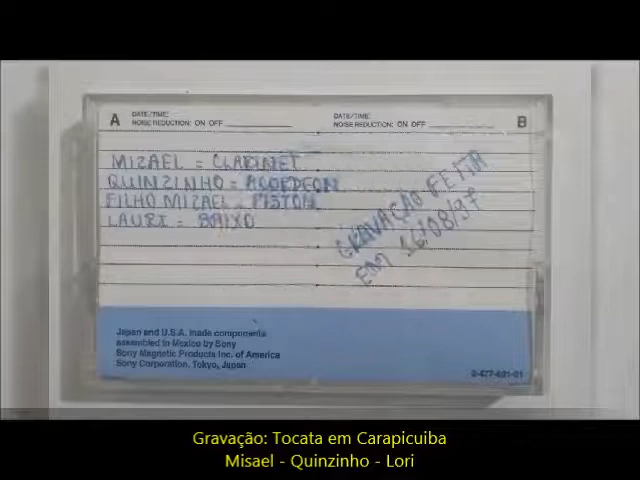 A
DATE/TIME:
NOISE REDUCTION: ON OFF
DATE/TIME:
NOISE REDUCTION: ON OFF
B
MIZAEL = CLARINET
QUINZINHO = ACORDEON
FILHO MIZAEL - PISTON
LAURI = BAIXO
GRAVAÇÃO FEITA
EM 16/08/97
Japan and U.S.A. made components
assembled in Mexico by Sony
Sony Magnetic Products Inc. of America
Sony Corporation, Tokyo, Japan
Gravação: Tocata em Carapicuiba
Misael - Quinzinho - Lori